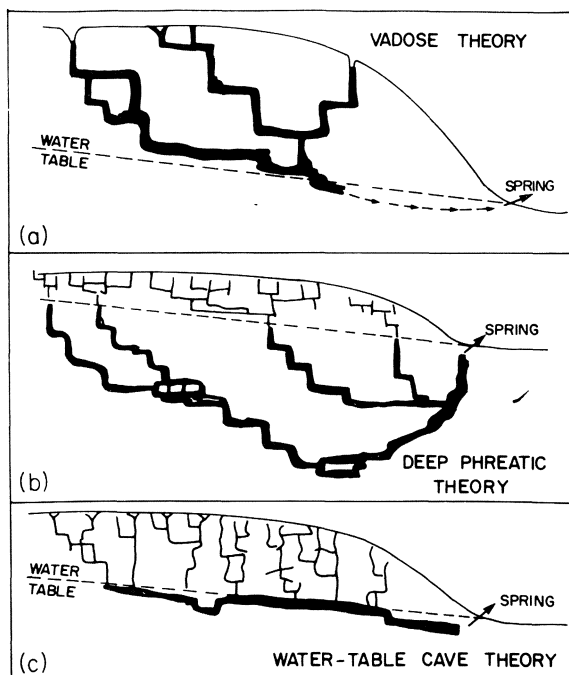 VADOSE THEORY
WATER
TABLE
SPRING
(a)
SPRING
DEEP PHREATIC
THEORY
(b)
WATER
TABLE
SPRING
(c)
WATER-TABLE CAVE THEORY